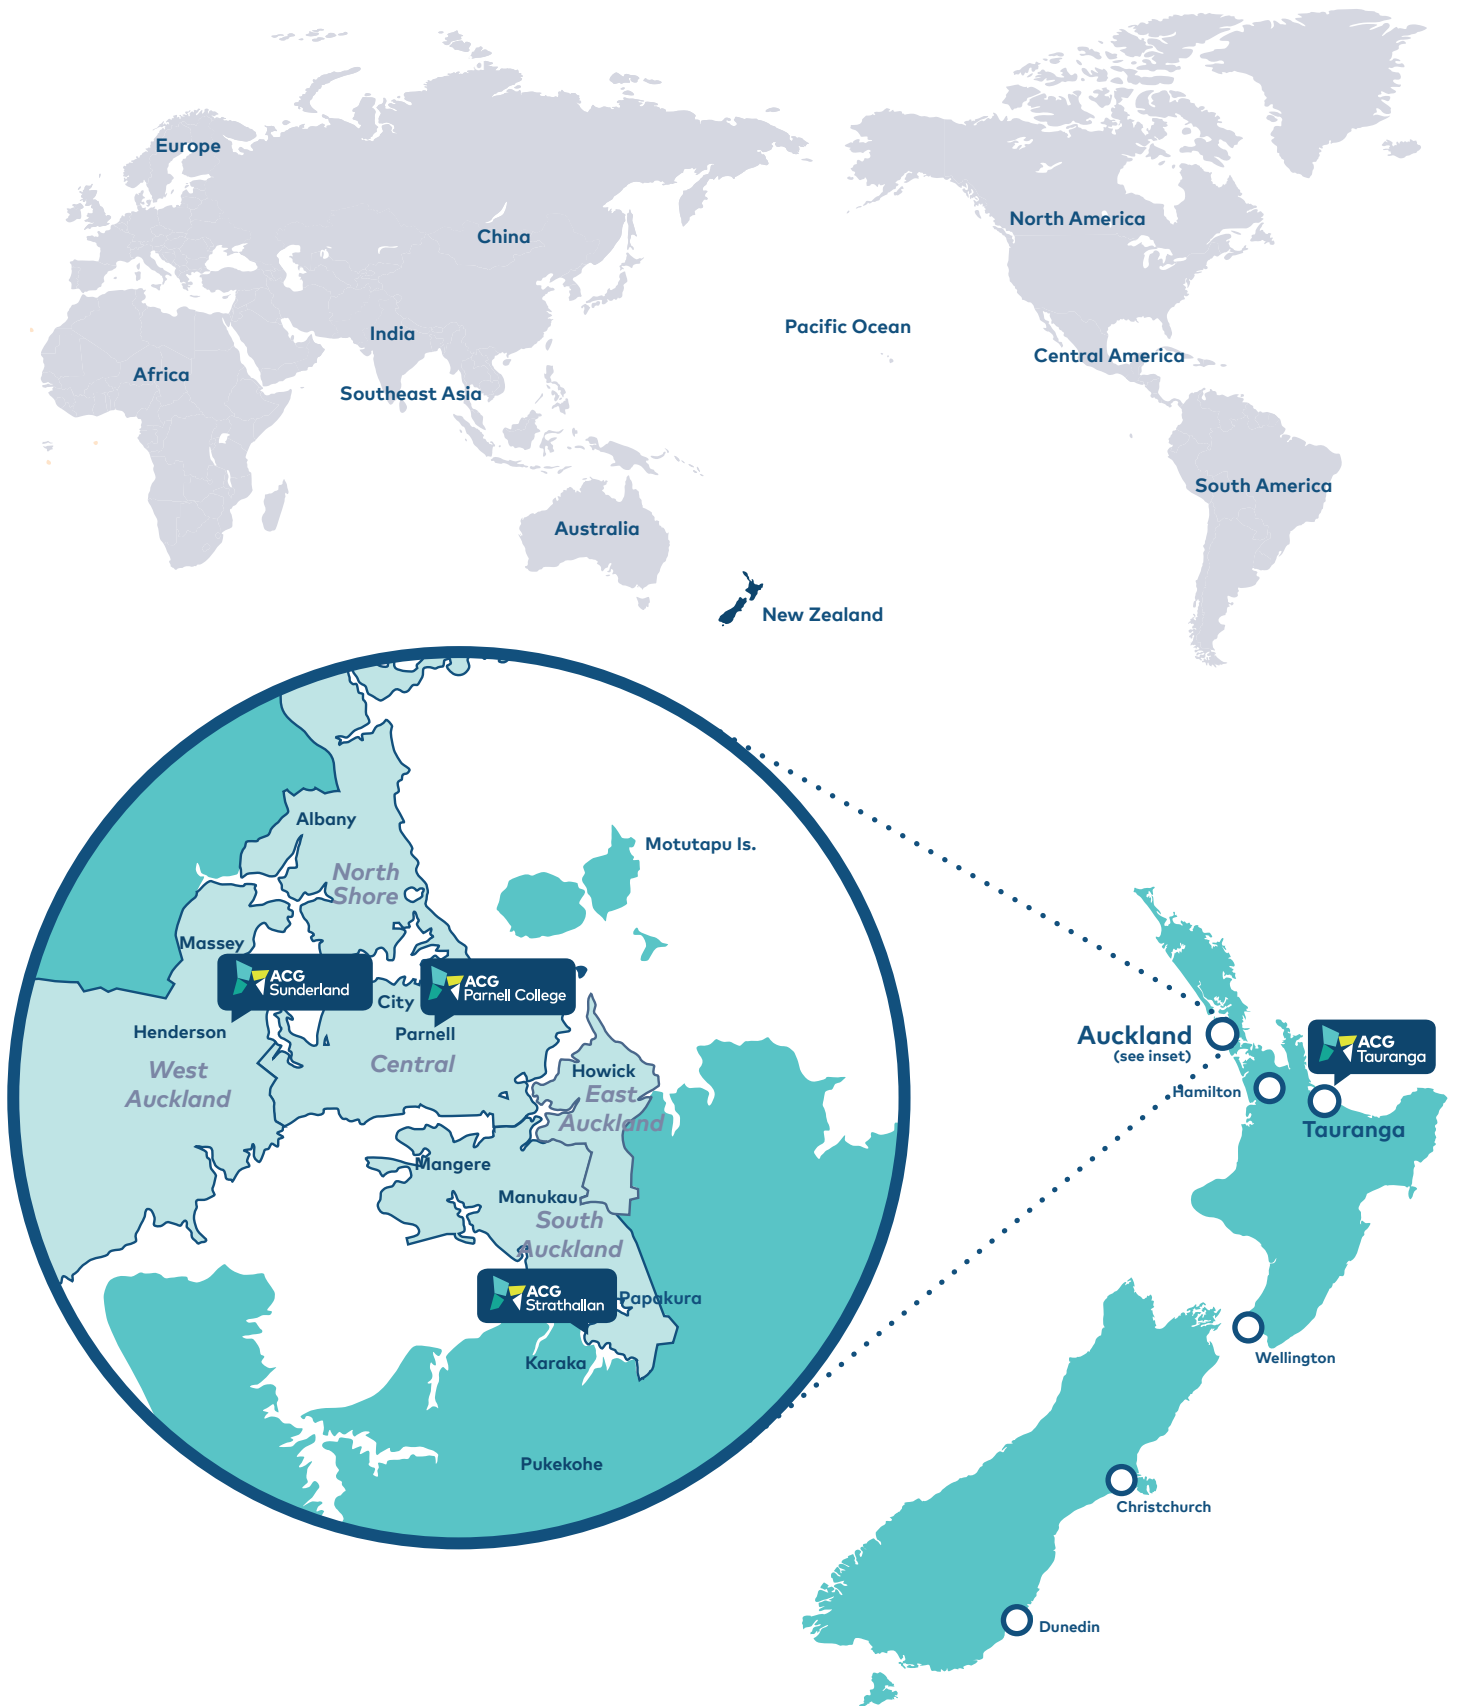 Europe
China
North America
India
Pacific Ocean
Central America
Africa
Southeast Asia
South America
Australia
New Zealand
Albany
North
Shore
Motutapu Is.
Massey
ACG
Sunderland
City
ACG
Parnell College
Henderson
Parnell
West
Auckland
Central
Howick
East
Auckland
Mangere
Manukau
South
Auckland
ACG
Strathallan
Papakura
Karaka
Pukekohe
Auckland
(see inset)
ACG
Tauranga
Hamilton
Tauranga
Wellington
Christchurch
Dunedin